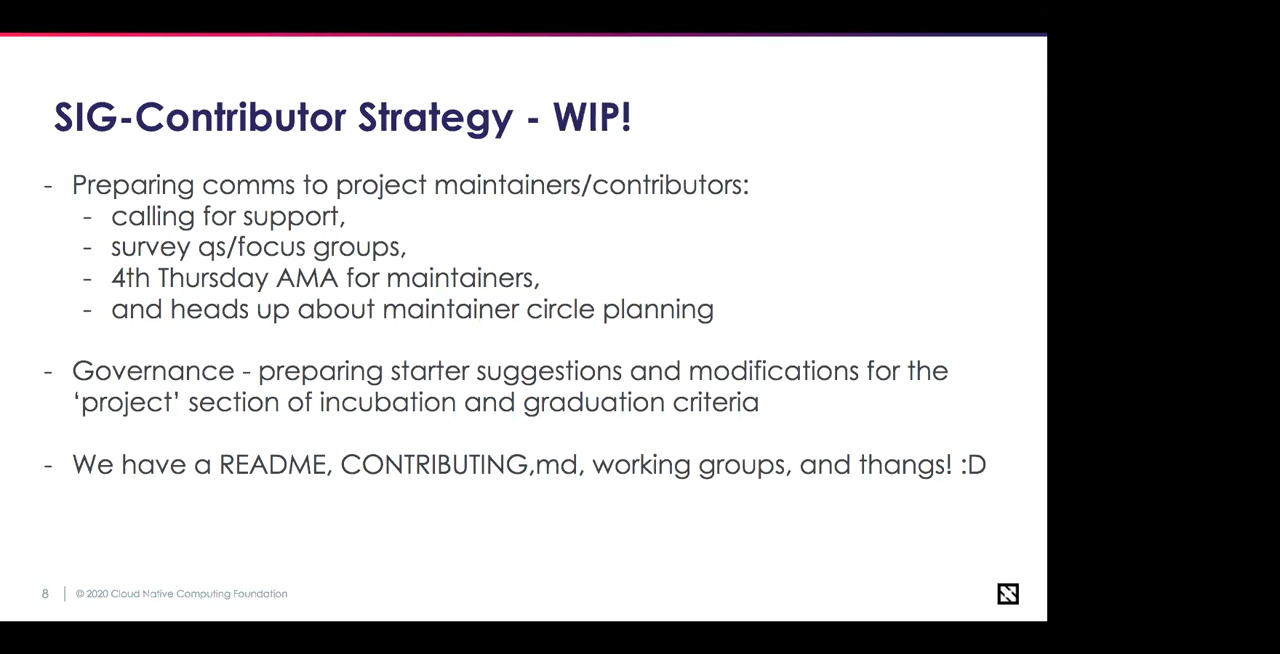 SIG-Contributor Strategy - WIP!
- Preparing comms to project maintainers/contributors:
- calling for support,
- survey qs/focus groups,
- 4th Thursday AMA for maintainers,
- and heads up about maintainer circle planning
- Governance - preparing starter suggestions and modifications for the
‘project’ section of incubation and graduation criteria
- We have a README, CONTRIBUTING,md, working groups, and thangs! :D
8 | © 2020 Cloud Native Computing Foundation